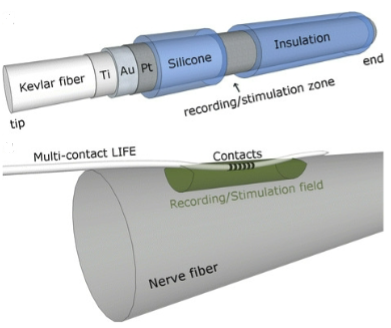 Kevlar fiber
Ti
Au
Pt
Silicone
Insulation
end
tip
recording/stimulation zone
Multi-contact LIFE
Contacts
Recording/Stimulation field
Nerve fiber